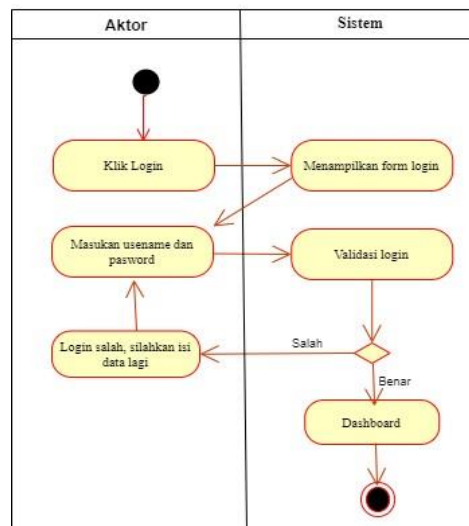 Aktor
Sistem
Klik Login
Menampilkan form login
Masukan usename dan
pasword
Validasi login
Salah
Login salah, silahkan isi
data lagi
Benar
Dashboard